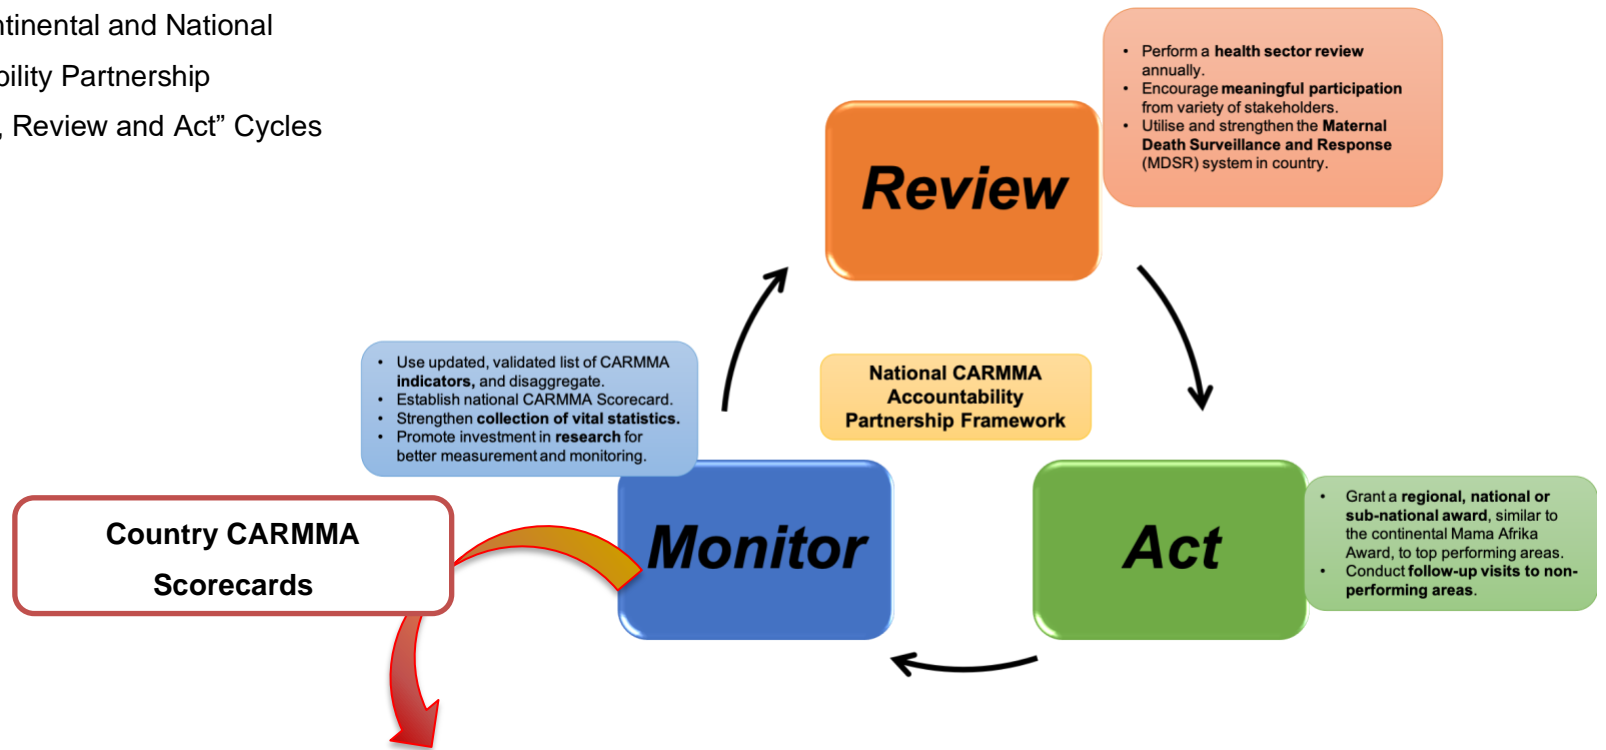 ntinental and National
bility Partnership
, Review and Act” Cycles
• Perform a health sector review
annually.
• Encourage meaningful participation
from variety of stakeholders.
• Utilise and strengthen the Maternal
Death Surveillance and Response
(MDSR) system in country.
Review
• Use updated, validated list of CARMMA
indicators, and disaggregate.
• Establish national CARMMA Scorecard.
• Strengthen collection of vital statistics.
• Promote investment in research for
better measurement and monitoring.
National CARMMA
Accountability
Partnership Framework
Country CARMMA
Scorecards
Monitor
Act
• Grant a regional, national or
sub-national award, similar to
the continental Mama Afrika
Award, to top performing areas.
• Conduct follow-up visits to non-
performing areas.